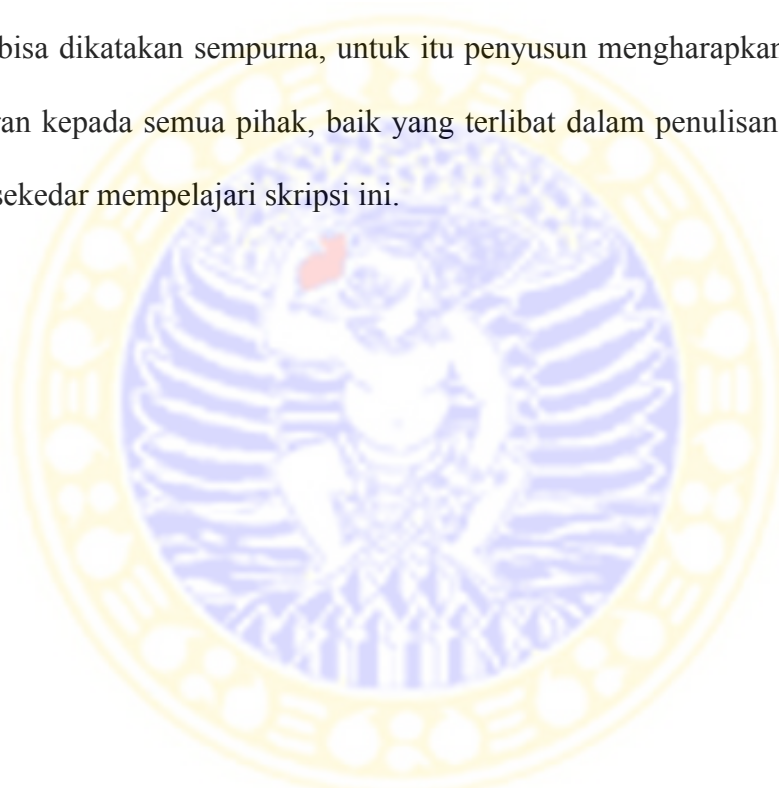 bisa dikatakan sempurna, untuk itu penyusun mengharapkan
kepada semua pihak, baik yang terlibat dalam penulisan
sekedar mempelajari skripsi ini.